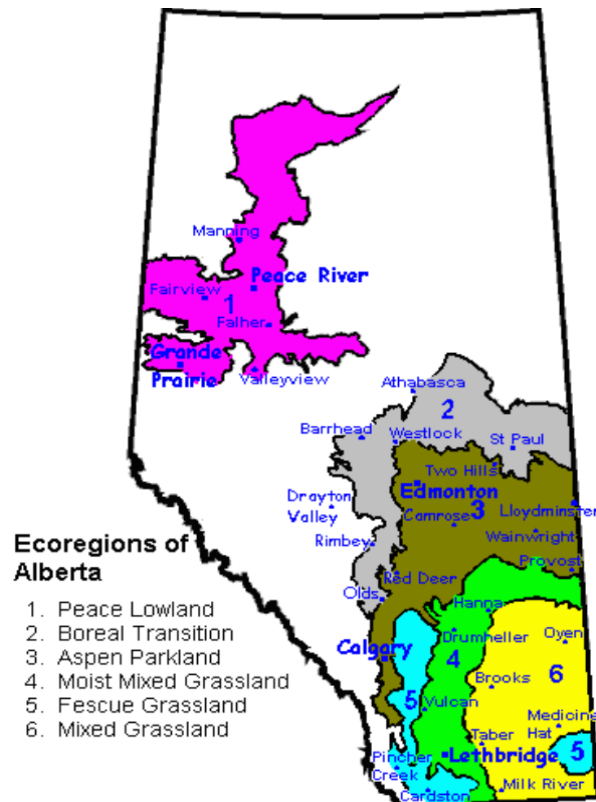 Manning
Peace River
Fairview
1
Falher
Grande
Prairie
Valleyview
Athabasca
2
Barrhead
Westlock
St Paul
Two Hills
Edmonton
3
Drayton
Valley
Camrose
Lloydminster
Wainwright
Rimbey
Provost
Red Deer
Olds
Hanna
Drumheller
Oyen
Calgary
4
6
Brooks
5
Vulcan
Medicine
Hat
Taber
5
Pincher
Creek
Lethbridge
Milk River
Cardston
Ecoregions of
Alberta
1. Peace Lowland
2. Boreal Transition
3. Aspen Parkland
4. Moist Mixed Grassland
5. Fescue Grassland
6. Mixed Grassland